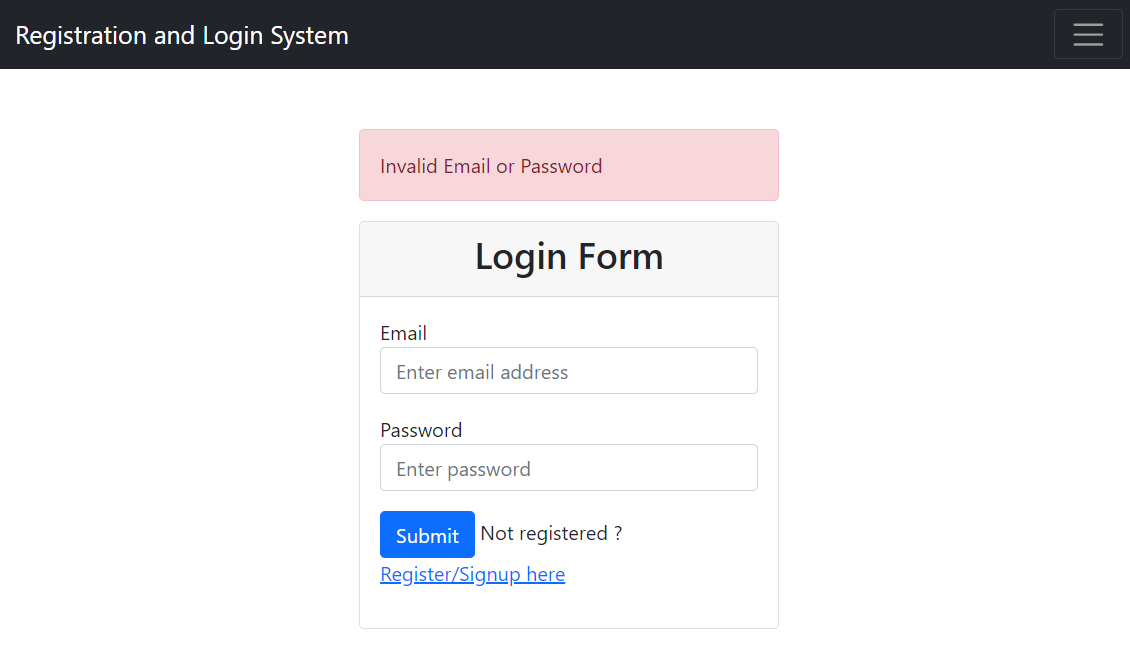 Registration and Login System
Invalid Email or Password
Login Form
Email
Enter email address
Password
Enter password
Submit Not registered ?
Register/Signup here